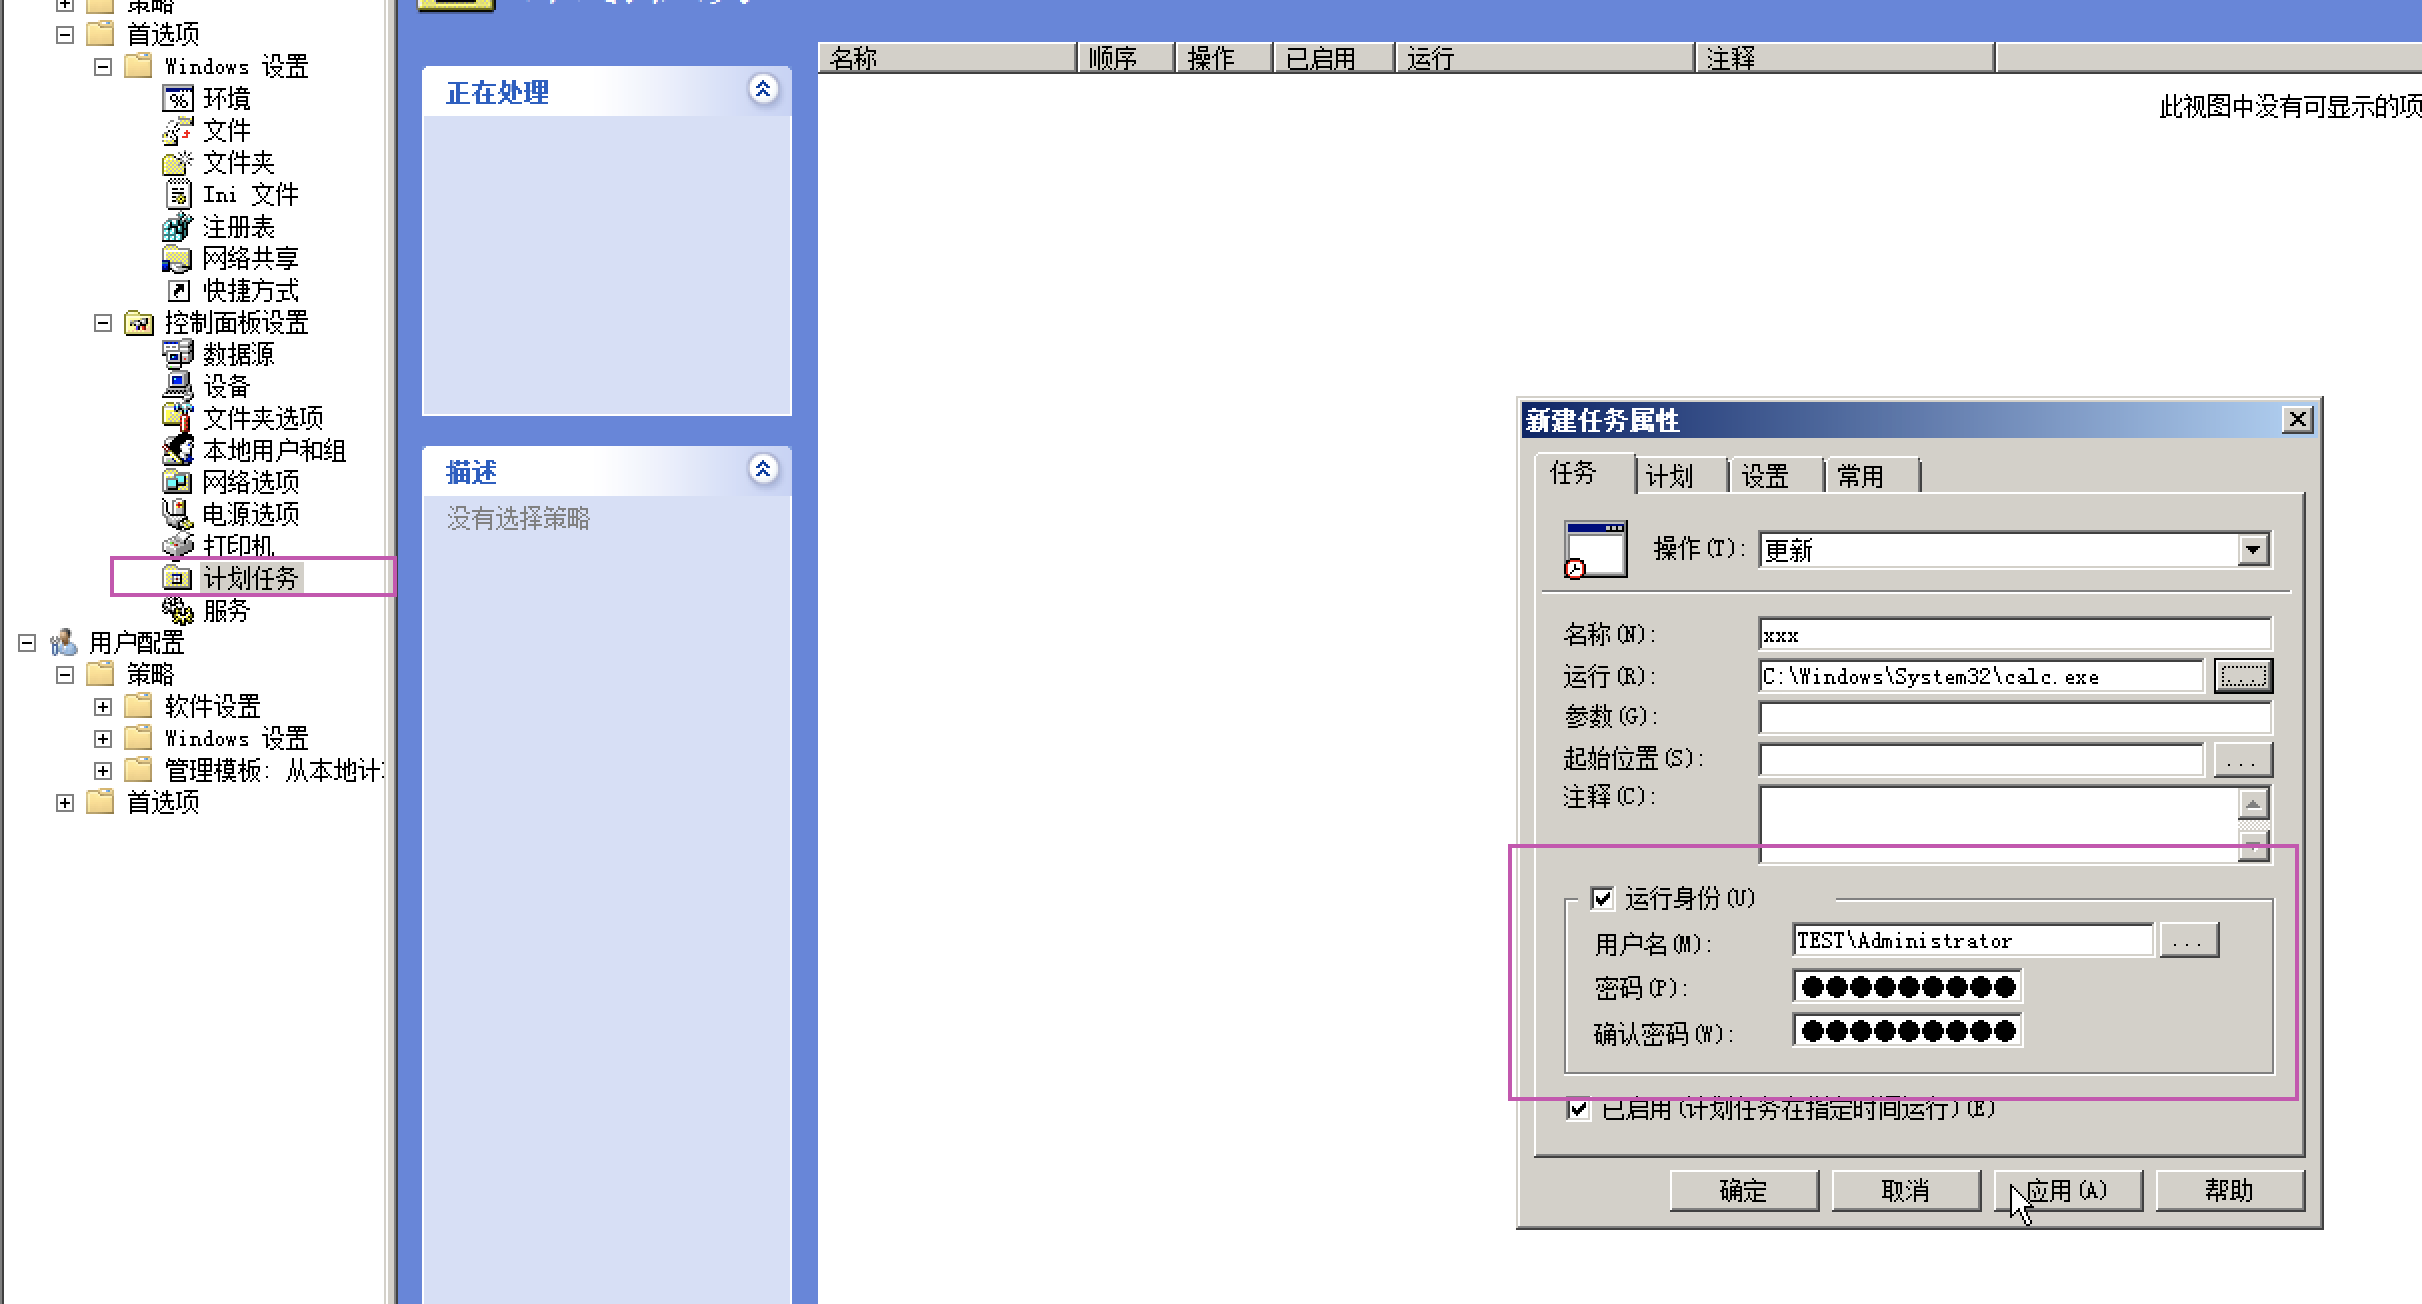 策略
首选项
Windows 设置
环境
文件
文件夹
Ini 文件
注册表
网络共享
快捷方式
控制面板设置
数据源
设备
文件夹选项
本地用户和组
网络选项
电源选项
打印机
计划任务
服务
用户配置
策略
软件设置
Windows 设置
管理模板: 从本地计
首选项
正在处理
描述
没有选择策略
名称 顺序 操作 已启用 运行 注释
此视图中没有可显示的项
新建任务属性
任务 计划 设置 常用
操作(T): 更新
名称(N): xxx
运行(R): C:\Windows\System32\calc.exe ...
参数(G):
起始位置(S): ...
注释(C):
运行身份(U)
用户名(M): TEST\Administrator ...
密码(P): ●●●●●●●●●
确认密码(W): ●●●●●●●●●
已启用(计划任务在指定时间运行)(E)
确定 取消 应用(A) 帮助